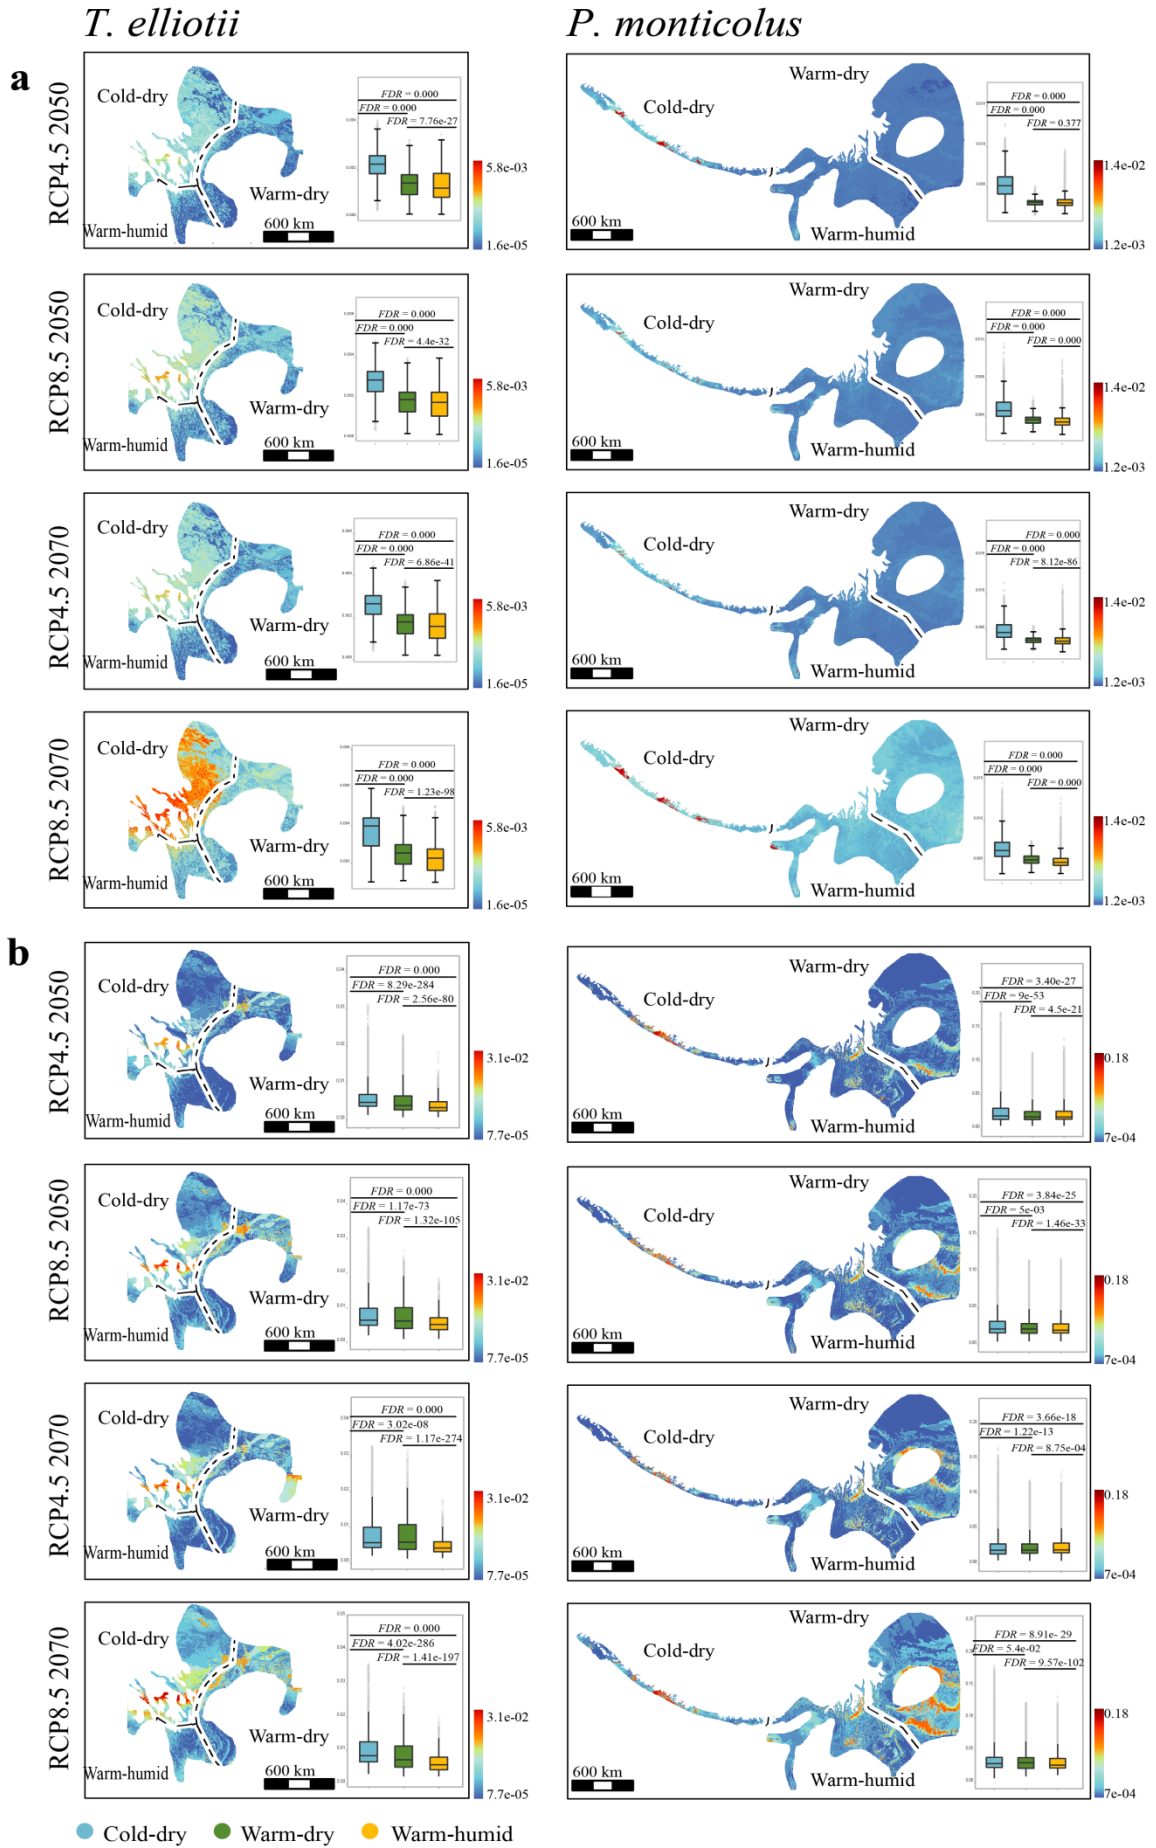 T. elliotii
P. monticolus
a
RCP4.5 2050
Cold-dry
Warm-dry
Warm-humid
600 km
FDR = 0.000
FDR = 0.000
FDR = 7.76e-27
5.8e-03
1.6e-05
Warm-dry
Cold-dry
Warm-humid
600 km
FDR = 0.000
FDR = 0.000
FDR = 0.377
1.4e-02
1.2e-03
RCP8.5 2050
Cold-dry
Warm-dry
Warm-humid
600 km
FDR = 0.000
FDR = 0.000
FDR = 4.4e-32
5.8e-03
1.6e-05
Warm-dry
Cold-dry
Warm-humid
600 km
FDR = 0.000
FDR = 0.000
FDR = 0.000
1.4e-02
1.2e-03
RCP4.5 2070
Cold-dry
Warm-dry
Warm-humid
600 km
FDR = 0.000
FDR = 0.000
FDR = 6.86e-41
5.8e-03
1.6e-05
Warm-dry
Cold-dry
Warm-humid
600 km
FDR = 0.000
FDR = 0.000
FDR = 8.12e-86
1.4e-02
1.2e-03
RCP8.5 2070
Cold-dry
Warm-dry
Warm-humid
600 km
FDR = 0.000
FDR = 0.000
FDR = 1.23e-98
5.8e-03
1.6e-05
Warm-dry
Cold-dry
Warm-humid
600 km
FDR = 0.000
FDR = 0.000
FDR = 0.000
1.4e-02
1.2e-03
b
RCP4.5 2050
Cold-dry
Warm-dry
Warm-humid
600 km
FDR = 0.000
FDR = 8.29e-284
FDR = 2.56e-80
3.1e-02
7.7e-05
Warm-dry
Cold-dry
Warm-humid
600 km
FDR = 3.40e-27
FDR = 9e-53
FDR = 4.5e-21
0.18
7e-04
RCP8.5 2050
Cold-dry
Warm-dry
Warm-humid
600 km
FDR = 0.000
FDR = 1.17e-73
FDR = 1.32e-105
3.1e-02
7.7e-05
Warm-dry
Cold-dry
Warm-humid
600 km
FDR = 3.84e-25
FDR = 5e-03
FDR = 1.46e-33
0.18
7e-04
RCP4.5 2070
Cold-dry
Warm-dry
Warm-humid
600 km
FDR = 0.000
FDR = 3.02e-08
FDR = 1.17e-274
3.1e-02
7.7e-05
Warm-dry
Cold-dry
Warm-humid
600 km
FDR = 3.66e-18
FDR = 1.22e-13
FDR = 8.75e-04
0.18
7e-04
RCP8.5 2070
Cold-dry
Warm-dry
Warm-humid
600 km
FDR = 0.000
FDR = 4.02e-286
FDR = 1.41e-197
3.1e-02
7.7e-05
Warm-dry
Cold-dry
Warm-humid
600 km
FDR = 8.91e- 29
FDR = 5.4e-02
FDR = 9.57e-102
0.18
7e-04
Cold-dry Warm-dry Warm-humid